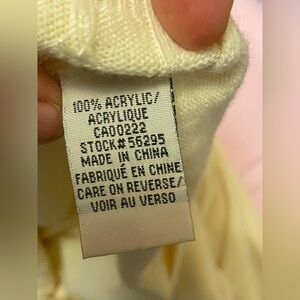 100% ACRYLIC/
ACRYLIQUE
CA00222
STOCK#56295
MADE IN CHINA
FABRIQUÉ EN CHINE
CARE ON REVERSE/
VOIR AU VERSO